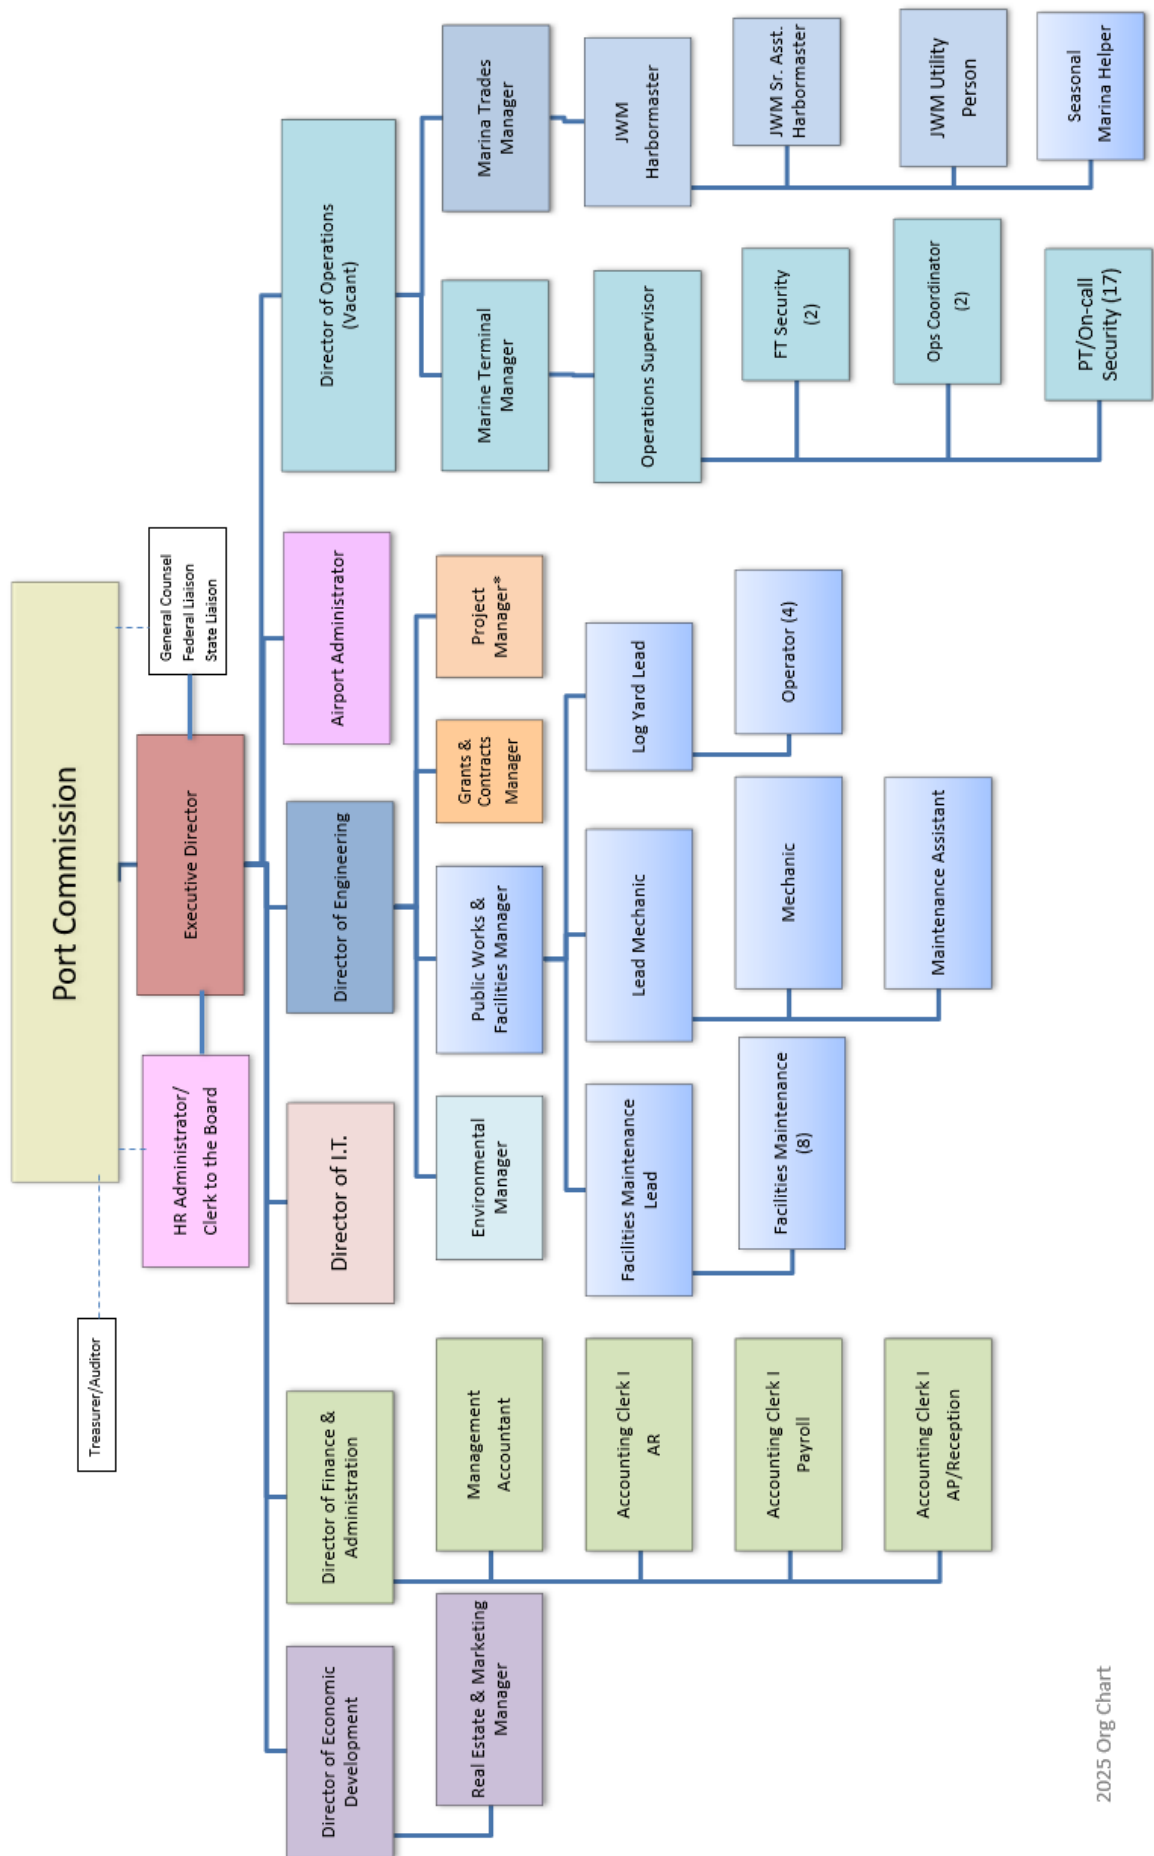 Port Commission
Treasurer/Auditor
HR Administrator/
Clerk to the Board
Executive Director
General Counsel
Federal Liaison
State Liaison
Director of Economic
Development
Real Estate & Marketing
Manager
Director of Finance &
Administration
Management
Accountant
Accounting Clerk I
AR
Accounting Clerk I
Payroll
Accounting Clerk I
AP/Reception
Director of I.T.
Director of Engineering
Environmental
Manager
Public Works &
Facilities Manager
Grants &
Contracts
Manager
Project
Manager*
Facilities Maintenance
Lead
Facilities Maintenance
(8)
Lead Mechanic
Mechanic
Maintenance Assistant
Log Yard Lead
Operator (4)
Airport Administrator
Director of Operations
(Vacant)
Marine Terminal
Manager
Operations Supervisor
FT Security
(2)
Ops Coordinator
(2)
PT/On-call
Security (17)
Marina Trades
Manager
JWM
Harbormaster
JWM Sr. Asst.
Harbormaster
JWM Utility
Person
Seasonal
Marina Helper
2025 Org Chart